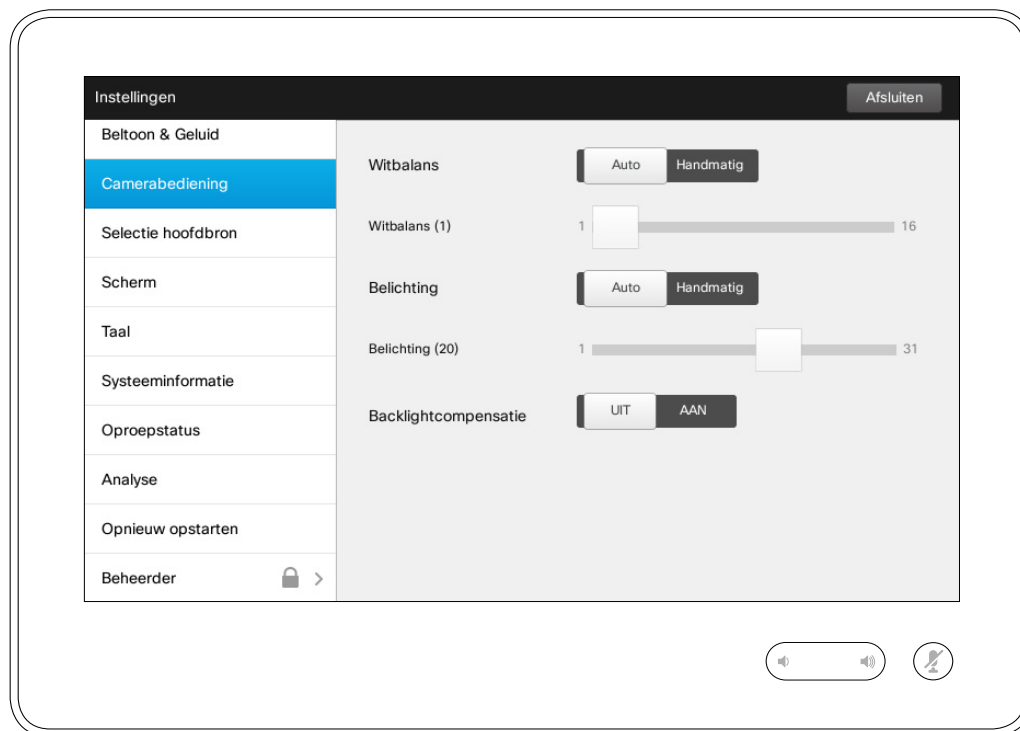 Instellingen
Afsluiten
Beltoon & Geluid
Camerabediening
Selectie hoofdbron
Scherm
Taal
Systeeminformatie
Oproepstatus
Analyse
Opnieuw opstarten
Beheerder
Witbalans
Auto Handmatig
Witbalans (1)
1 16
Belichting
Auto Handmatig
Belichting (20)
1 31
Backlightcompensatie
UIT AAN